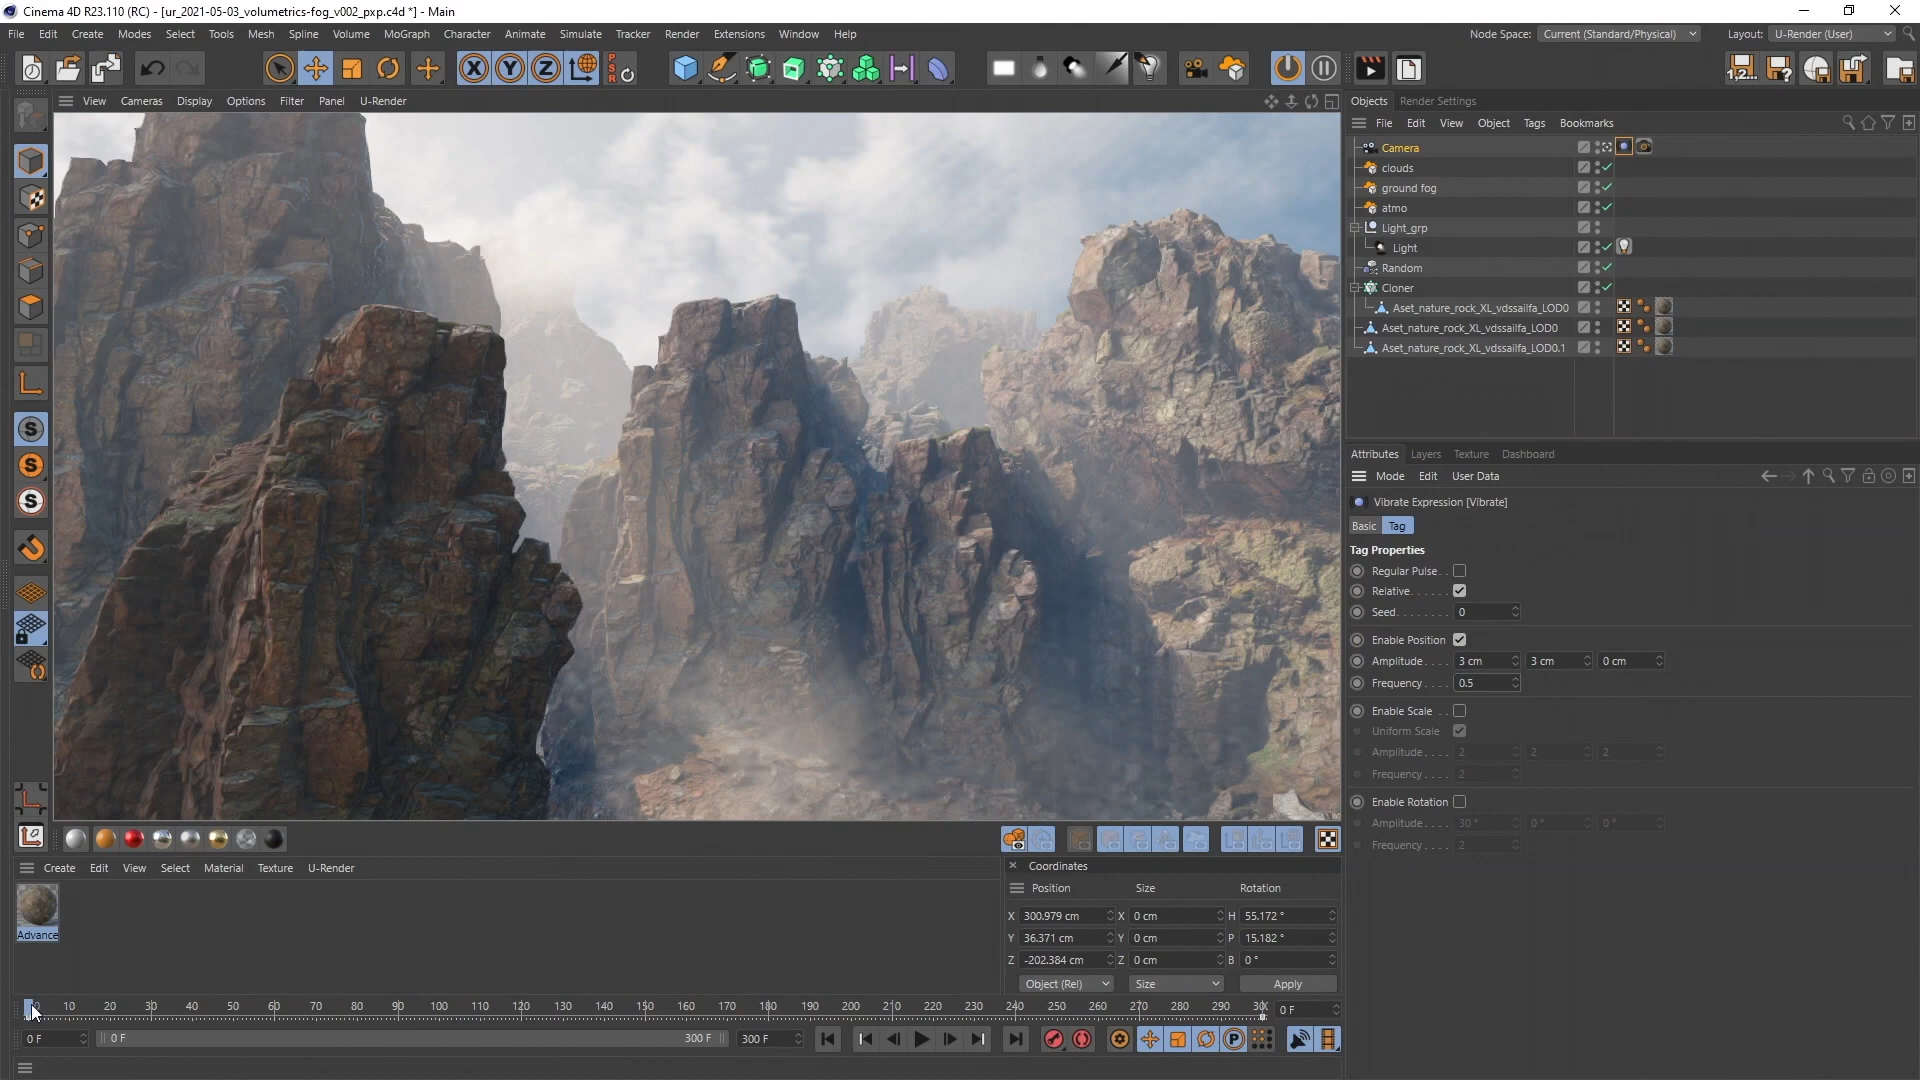 Cinema 4D R23.110 (RC) - [ur_2021-05-03_volumetrics-fog_v002_pxp.c4d *] - Main
File Edit Create Modes Select Tools Mesh Spline Volume MoGraph Character Animate Simulate Tracker Render Extensions Window Help
Node Space: Current (Standard/Physical) Layout: U-Render (User)
X Y Z PSR
View Cameras Display Options Filter Panel U-Render
Objects Render Settings
File Edit View Object Tags Bookmarks
Camera
clouds
ground fog
atmo
Light_grp
Light
Random
Cloner
Aset_nature_rock_XL_vdssailfa_LOD0
Aset_nature_rock_XL_vdssailfa_LOD0
Aset_nature_rock_XL_vdssailfa_LOD0.1
Attributes Layers Texture Dashboard
Mode Edit User Data
Vibrate Expression [Vibrate]
Basic Tag
Tag Properties
Regular Pulse
Relative
Seed 0
Enable Position
Amplitude 3 cm 3 cm 0 cm
Frequency 0.5
Enable Scale
Uniform Scale
Amplitude 2 2 2
Frequency 2
Enable Rotation
Amplitude 30 ° 0 ° 0 °
Frequency 2
Create Edit View Select Material Texture U-Render
Advance
Coordinates
Position Size Rotation
X 300.979 cm X 0 cm H 55.172 °
Y 36.371 cm Y 0 cm P 15.182 °
Z -202.384 cm Z 0 cm B 0 °
Object (Rel) Size Apply
10 20 30 40 50 60 70 80 90 100 110 120 130 140 150 160 170 180 190 200 210 220 230 240 250 260 270 280 290 0 F
0 F 0 F 300 F 300 F